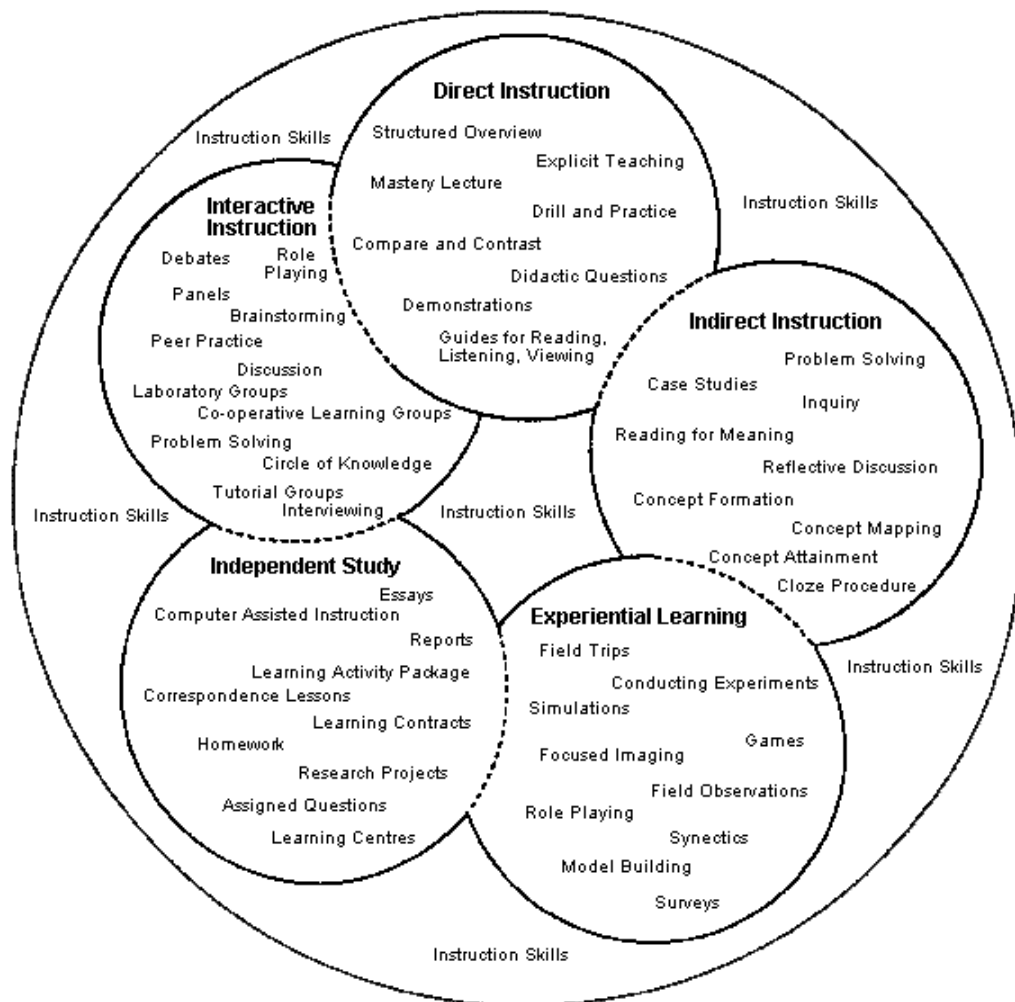 Direct Instruction
Structured Overview
Explicit Teaching
Mastery Lecture
Drill and Practice
Compare and Contrast
Didactic Questions
Demonstrations
Guides for Reading,
Listening, Viewing
Instruction Skills
Instruction Skills
Interactive
Instruction
Debates
Role
Playing
Panels
Brainstorming
Peer Practice
Discussion
Laboratory Groups
Co-operative Learning Groups
Problem Solving
Circle of Knowledge
Tutorial Groups
Interviewing
Indirect Instruction
Problem Solving
Case Studies
Inquiry
Reading for Meaning
Reflective Discussion
Concept Formation
Concept Mapping
Concept Attainment
Cloze Procedure
Instruction Skills
Instruction Skills
Independent Study
Essays
Computer Assisted Instruction
Reports
Learning Activity Package
Correspondence Lessons
Learning Contracts
Homework
Research Projects
Assigned Questions
Learning Centres
Experiential Learning
Field Trips
Conducting Experiments
Simulations
Games
Focused Imaging
Field Observations
Role Playing
Synectics
Model Building
Surveys
Instruction Skills
Instruction Skills